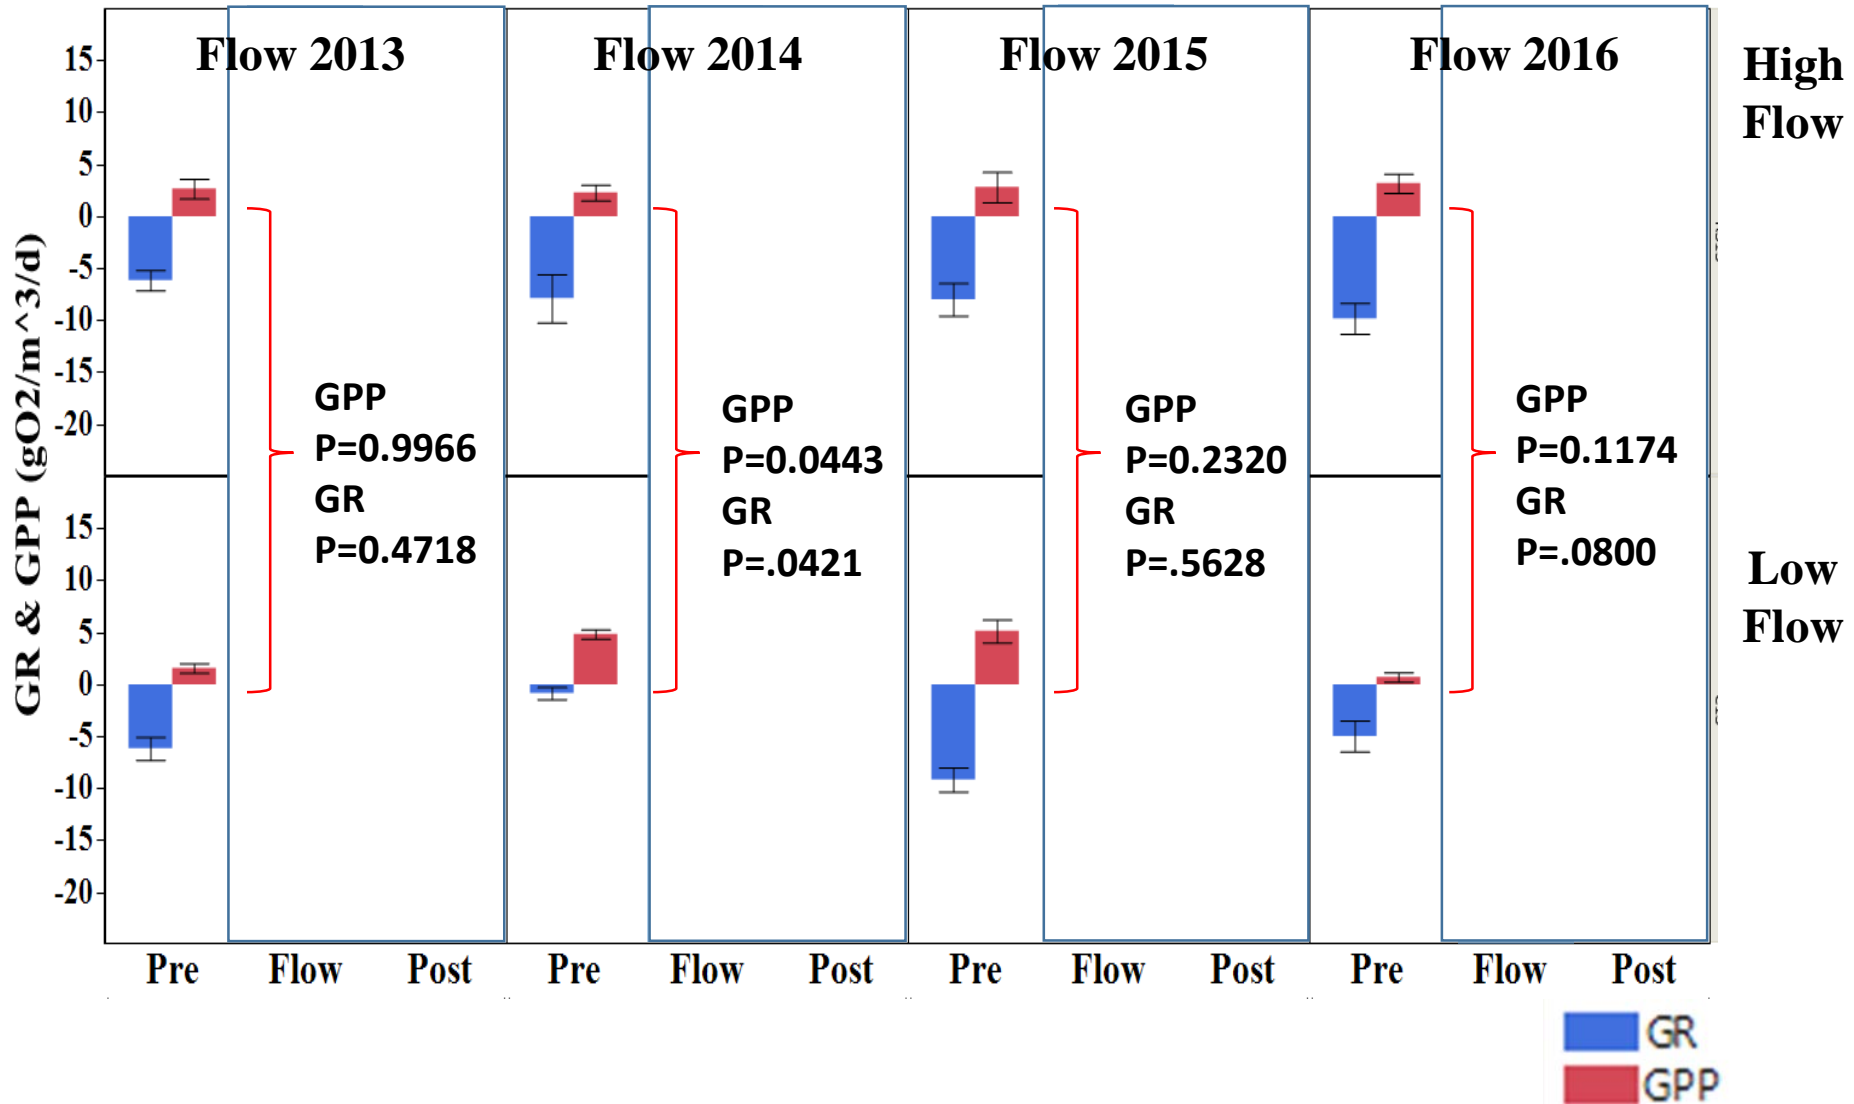 Flow 2013
Flow 2014
Flow 2015
Flow 2016
High
Flow
15
10
5
0
-5
-10
-15
-20
GR & GPP (gO2/m^3/d)
GPP
P=0.9966
GR
P=0.4718
GPP
P=0.0443
GR
P=.0421
GPP
P=0.2320
GR
P=.5628
GPP
P=0.1174
GR
P=.0800
Low
Flow
15
10
5
0
-5
-10
-15
-20
Pre Flow Post Pre Flow Post Pre Flow Post Pre Flow Post
GR
GPP